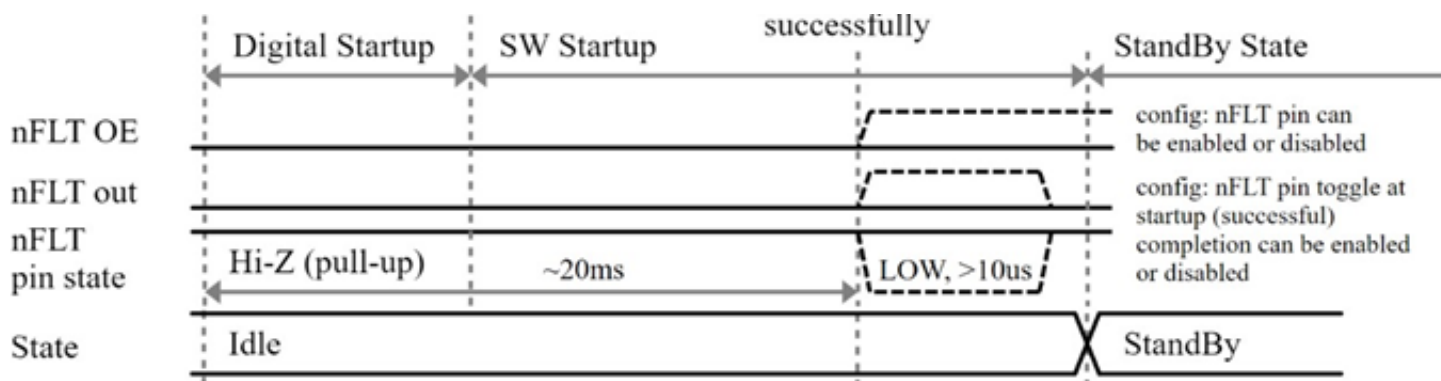 successfully
Digital Startup
SW Startup
StandBy State
nFLT OE
config: nFLT pin can
be enabled or disabled
nFLT out
config: nFLT pin toggle at
startup (successful)
completion can be enabled
or disabled
nFLT
pin state
Hi-Z (pull-up)
~20ms
LOW, >10us
State
Idle
StandBy